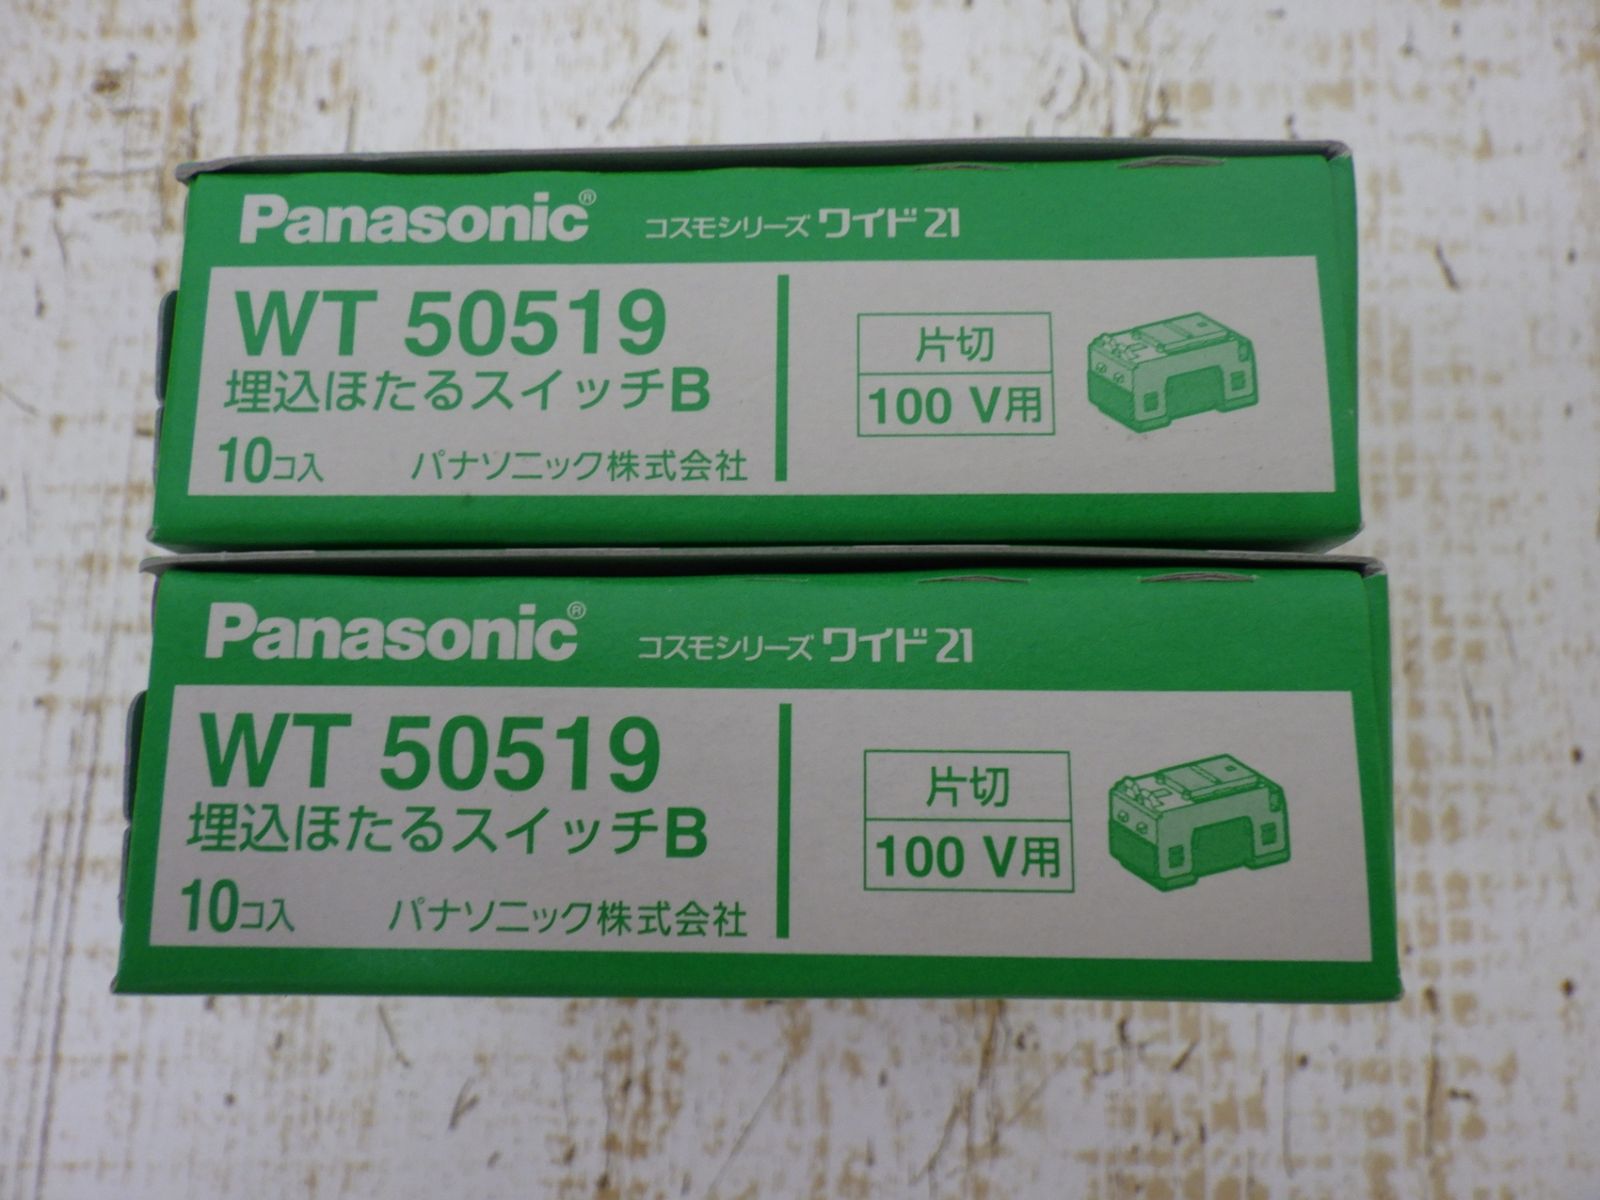 Panasonic® コスモシリーズ ワイド21
WT 50519
埋込ほたるスイッチB
10コ入 パナソニック株式会社
片切
100 V用
Panasonic® コスモシリーズ ワイド21
WT 50519
埋込ほたるスイッチB
10コ入 パナソニック株式会社
片切
100 V用